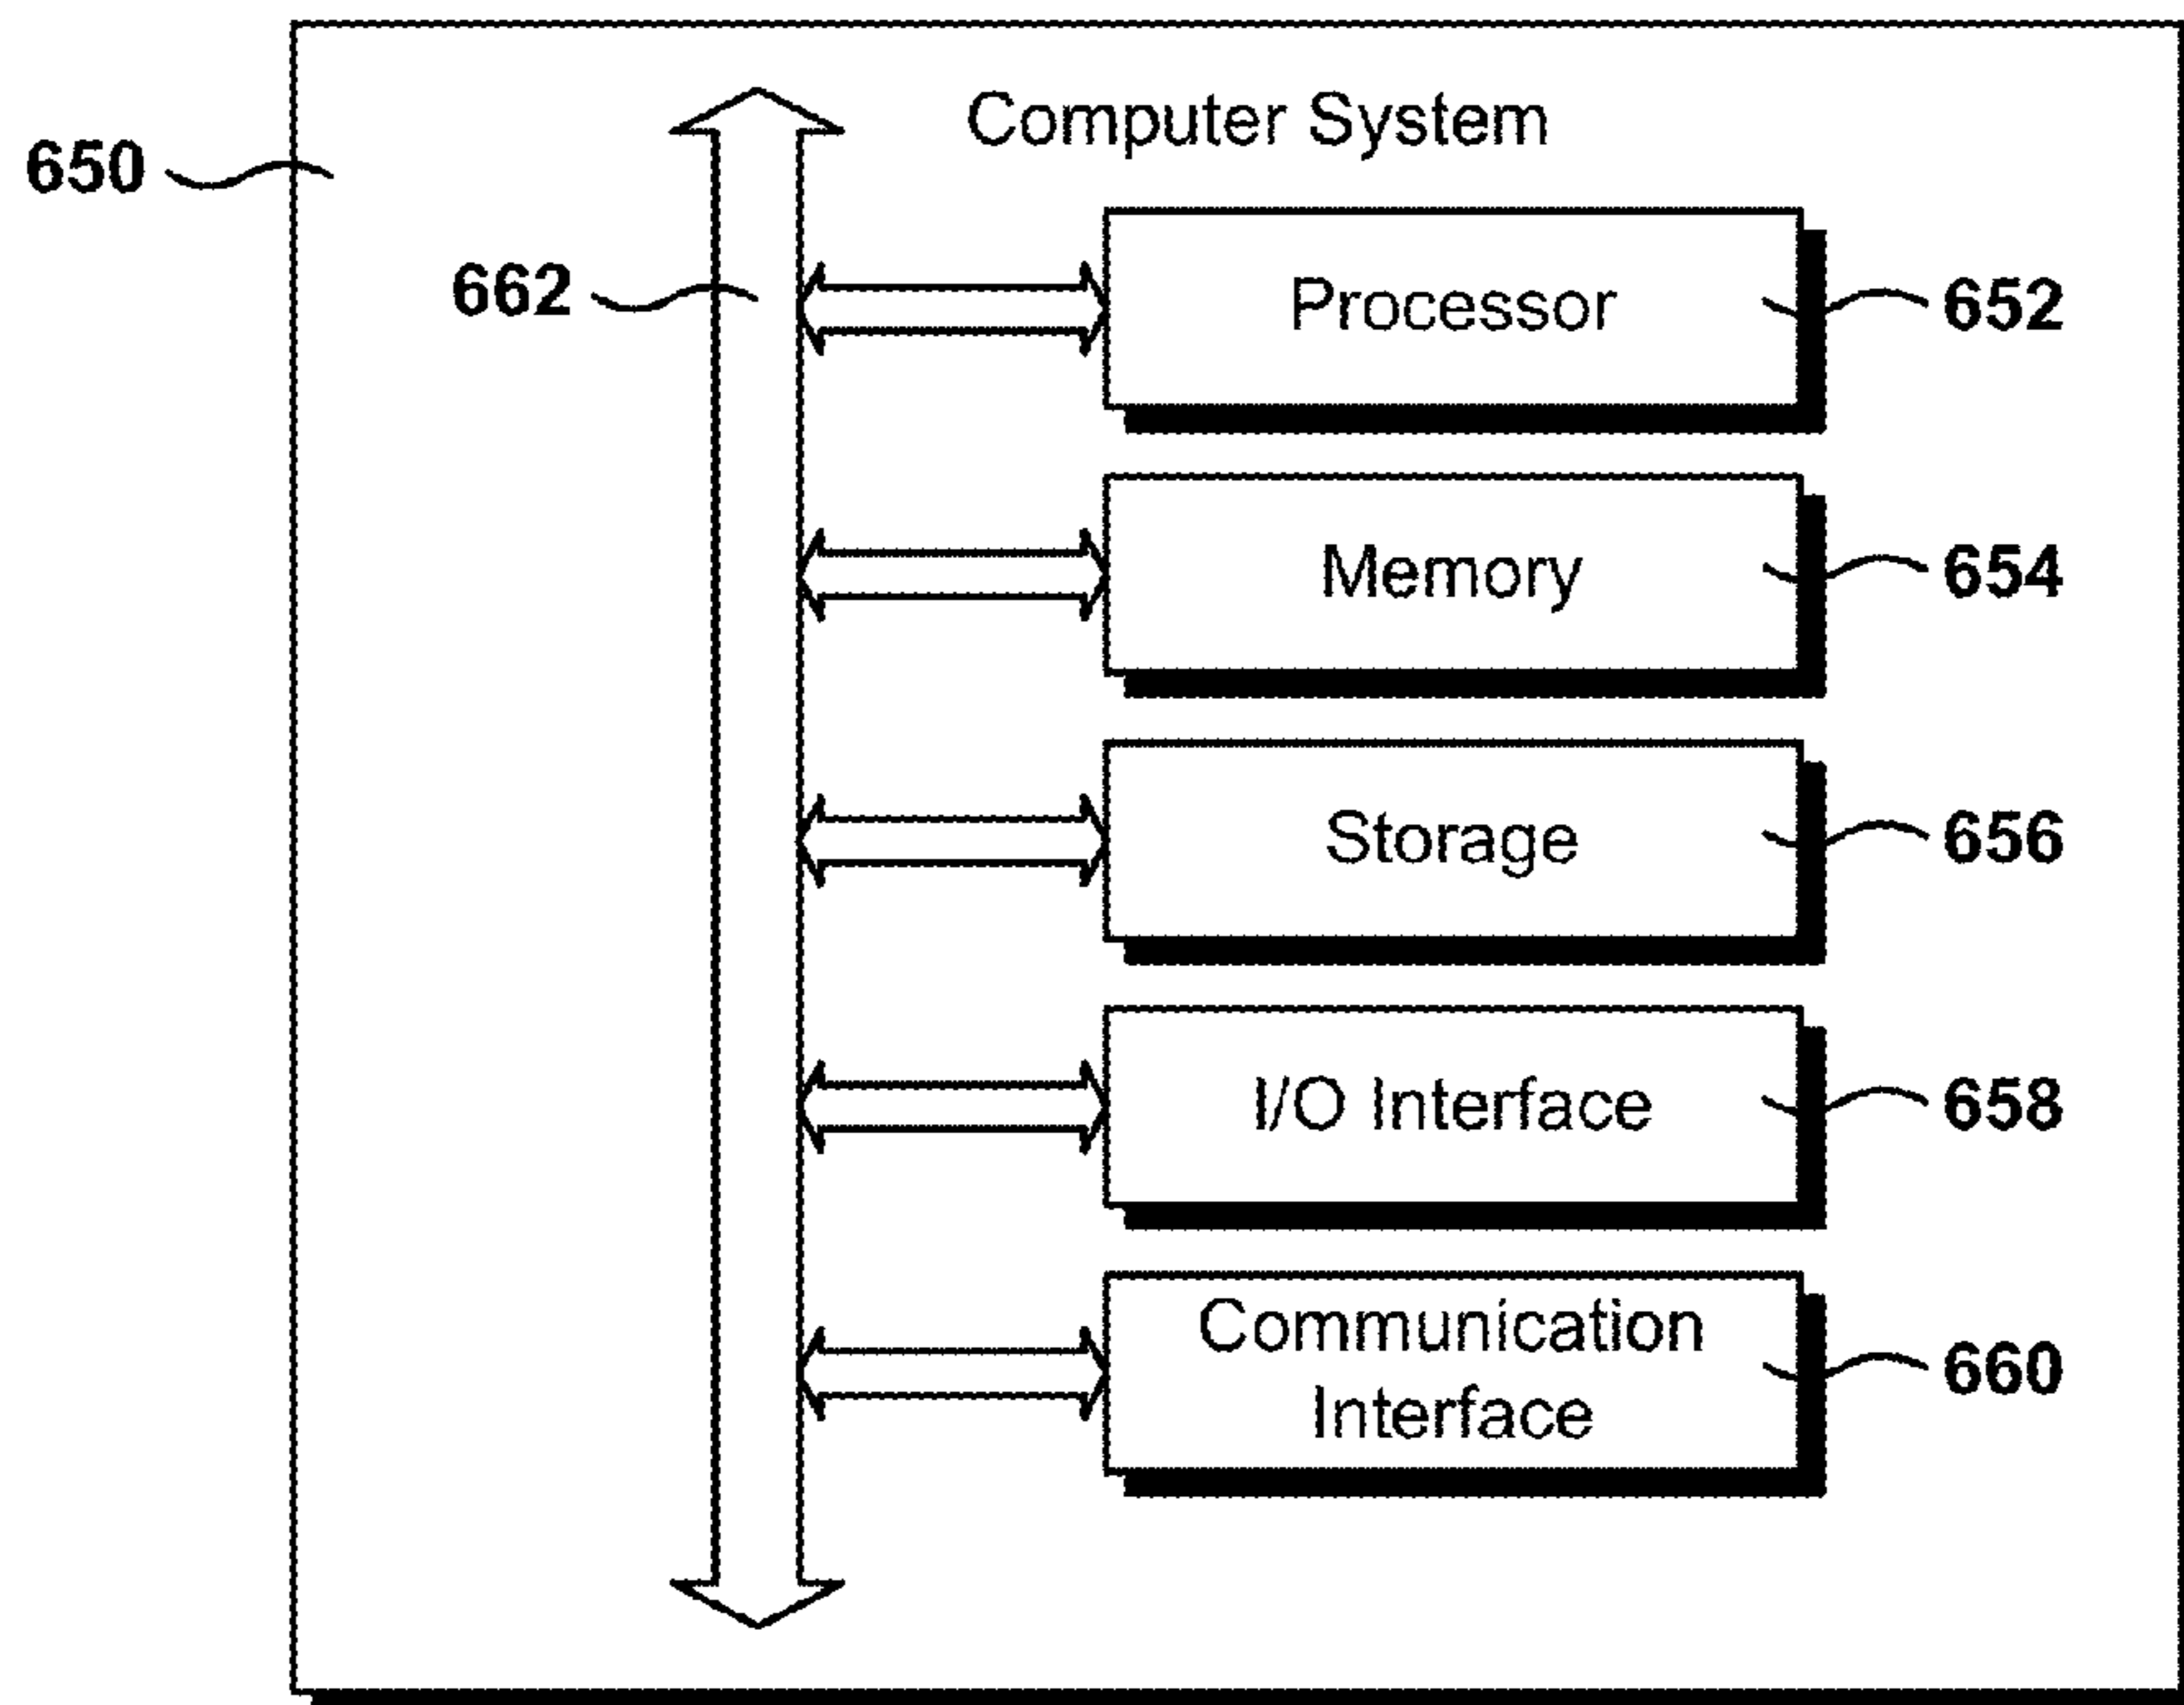 Computer System
650
662
Processor
652
Memory
654
Storage
656
I/O Interface
658
Communication
Interface
660